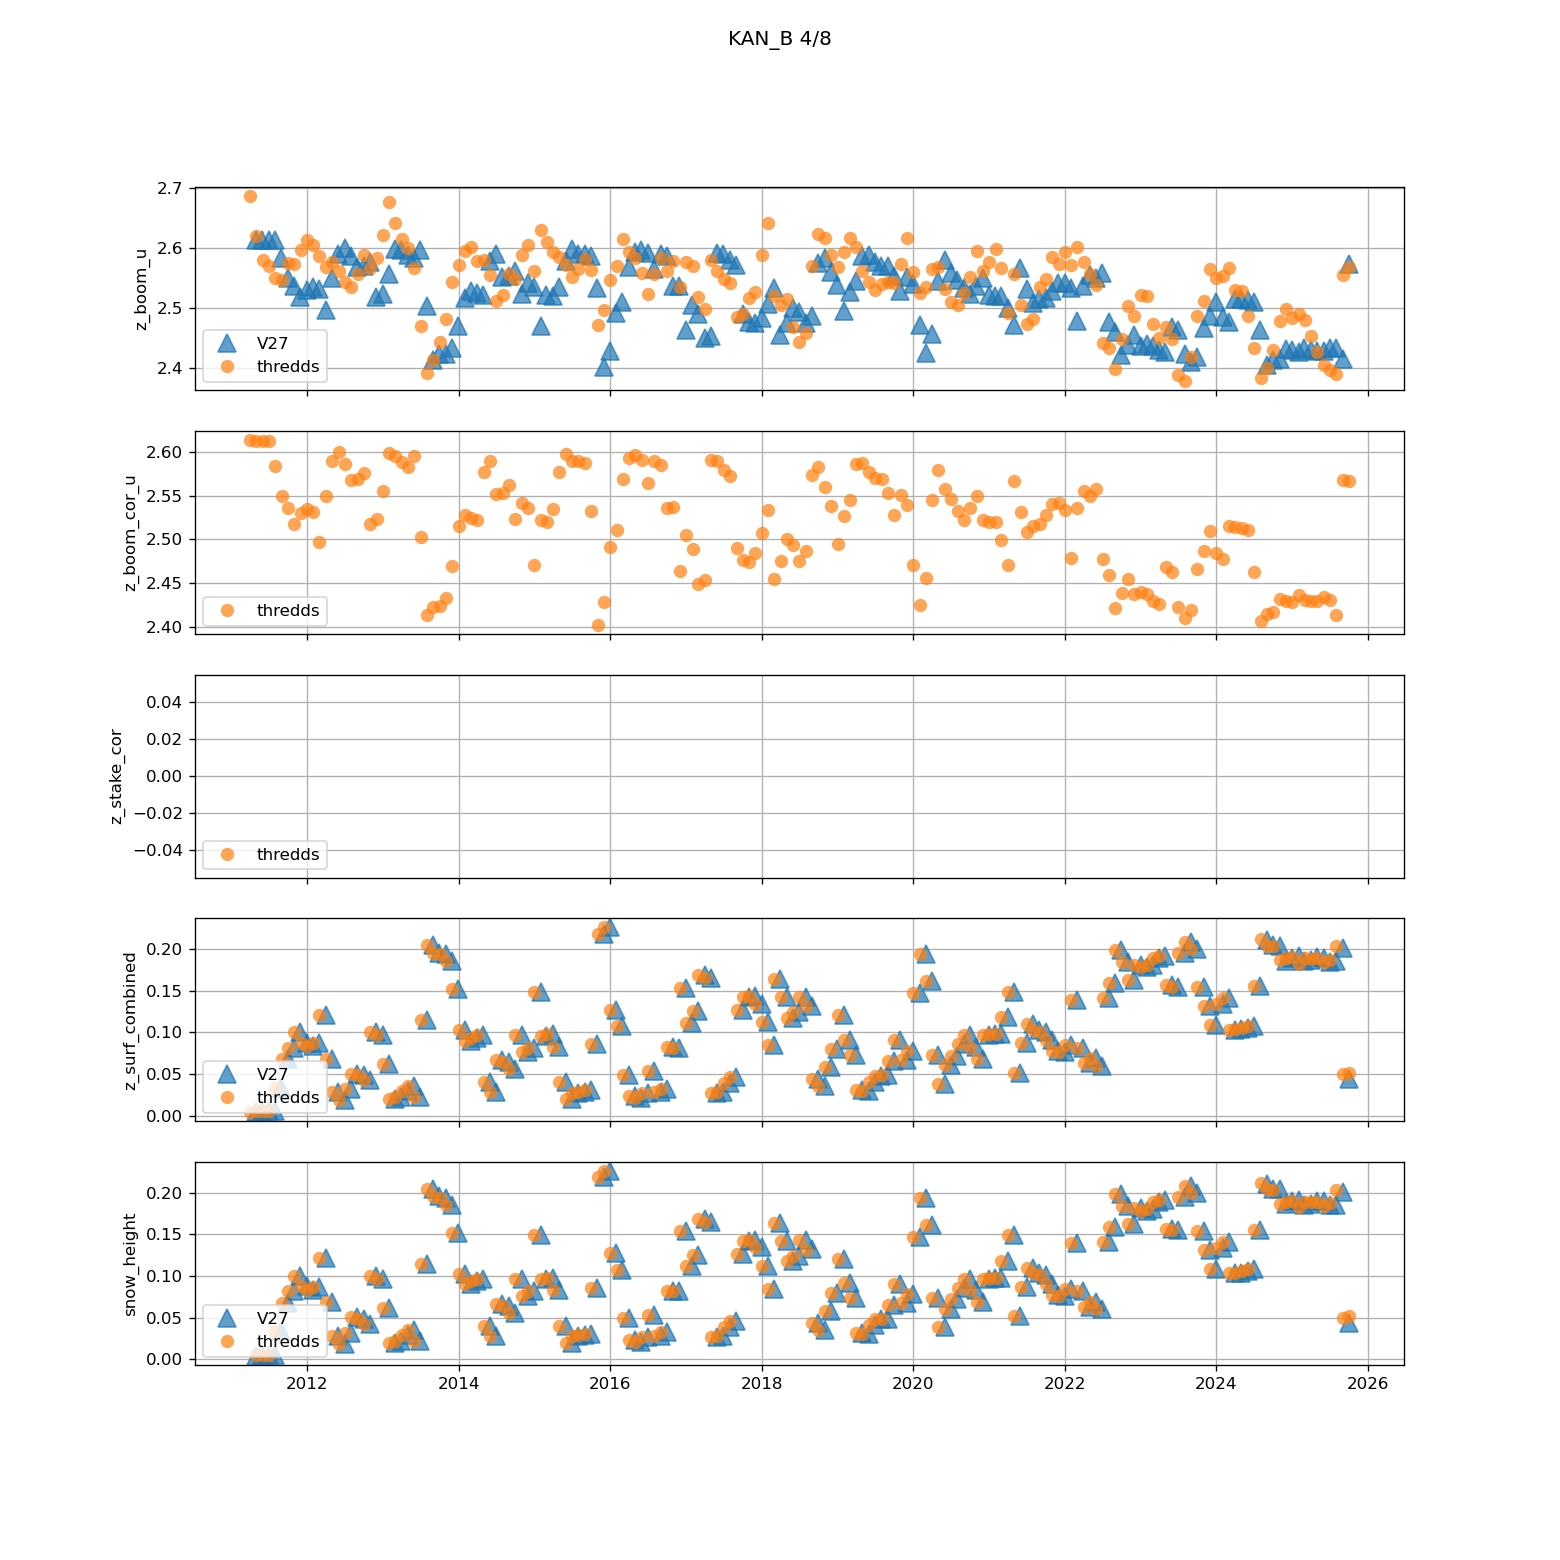 KAN_B 4/8
2.7
2.6
2.5
2.4
z_boom_u
V27
thredds
2.60
2.55
2.50
2.45
2.40
z_boom_cor_u
thredds
0.04
0.02
0.00
−0.02
−0.04
z_stake_cor
thredds
0.20
0.15
0.10
0.05
0.00
z_surf_combined
V27
thredds
0.20
0.15
0.10
0.05
0.00
snow_height
V27
thredds
2012 2014 2016 2018 2020 2022 2024 2026